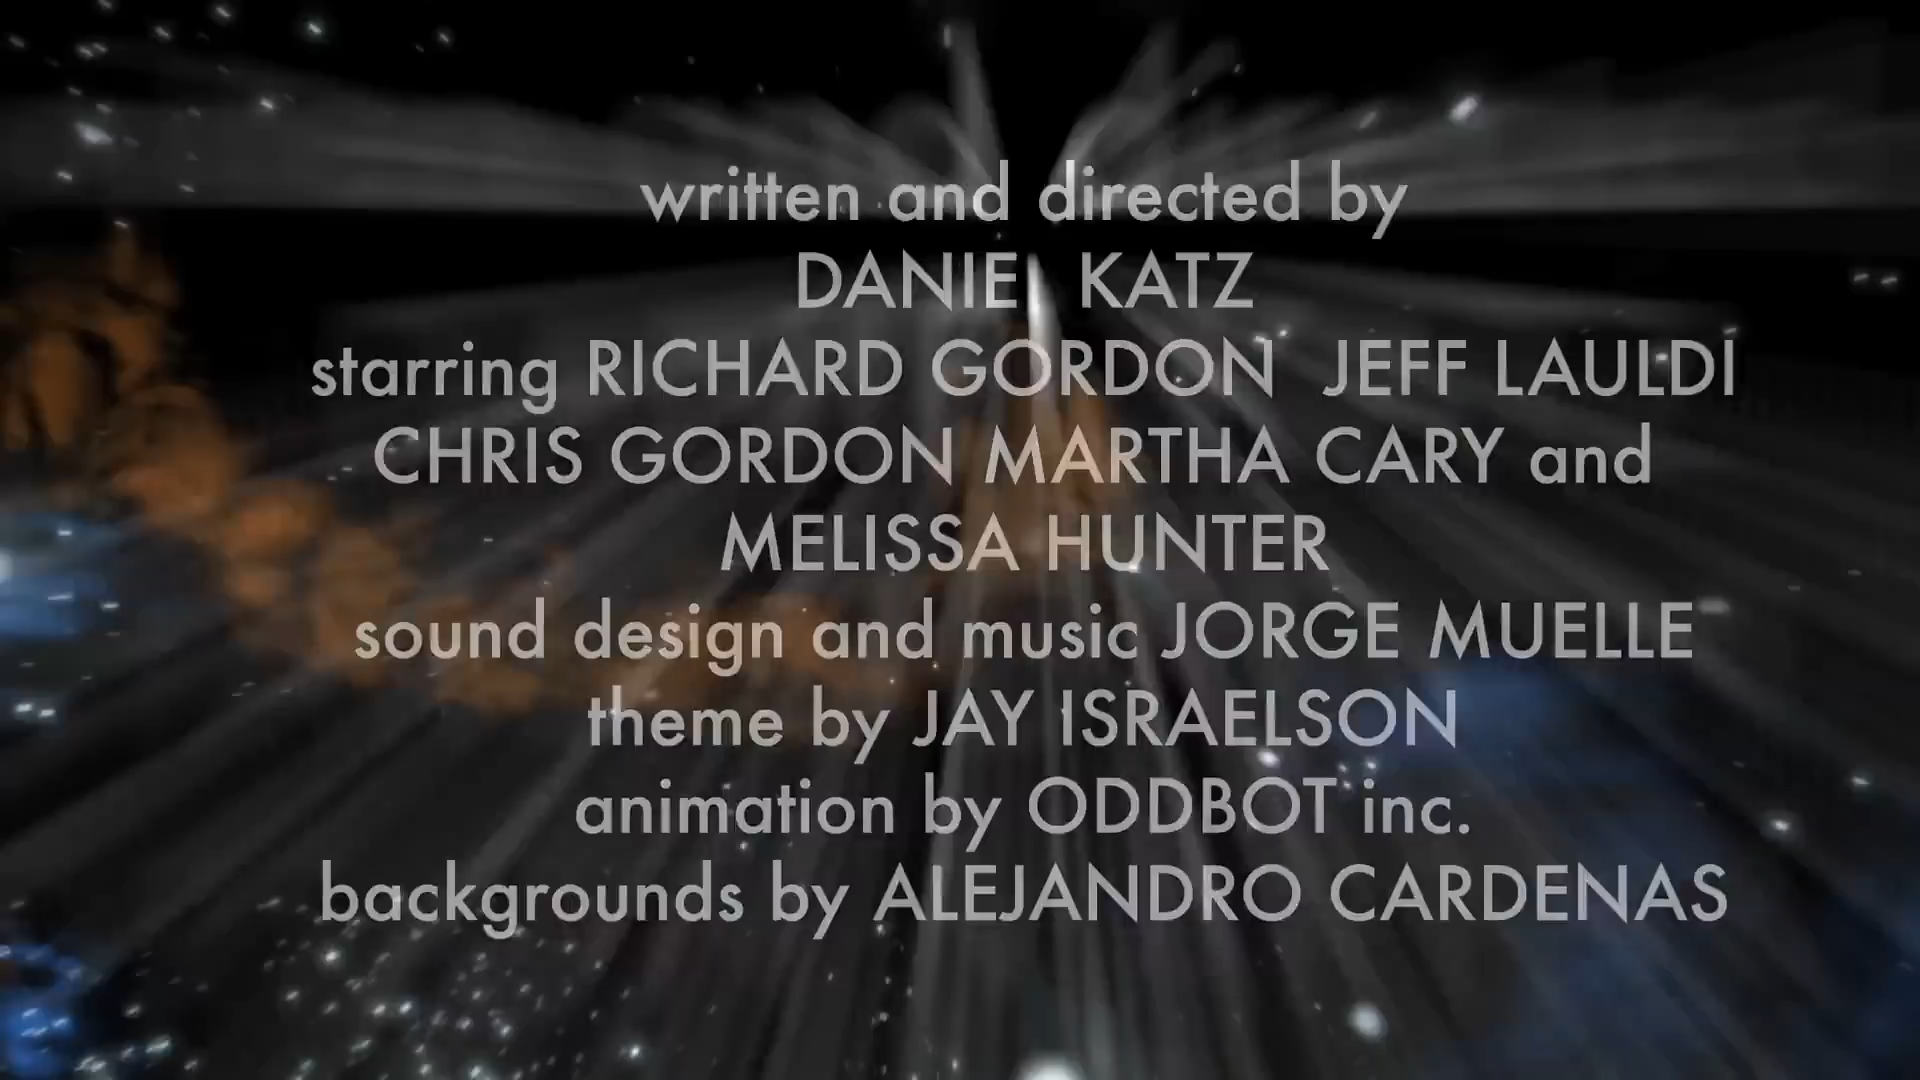 written and directed by
DANIEL KATZ
starring RICHARD GORDON JEFF LAULDI
CHRIS GORDON MARTHA CARY and
MELISSA HUNTER
sound design and music JORGE MUELLE
theme by JAY ISRAELSON
animation by ODDBOT inc.
backgrounds by ALEJANDRO CARDENAS